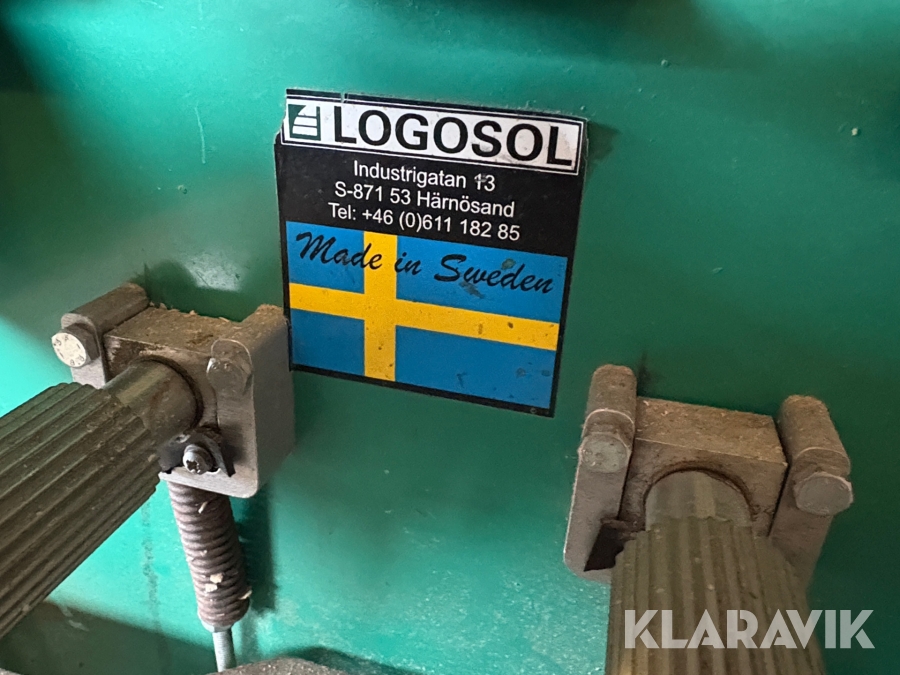 LOGOSOL
Industrigatan 13
S-871 53 Härnösand
Tel: +46 (0)611 182 85
Made in Sweden
KLARAVIK